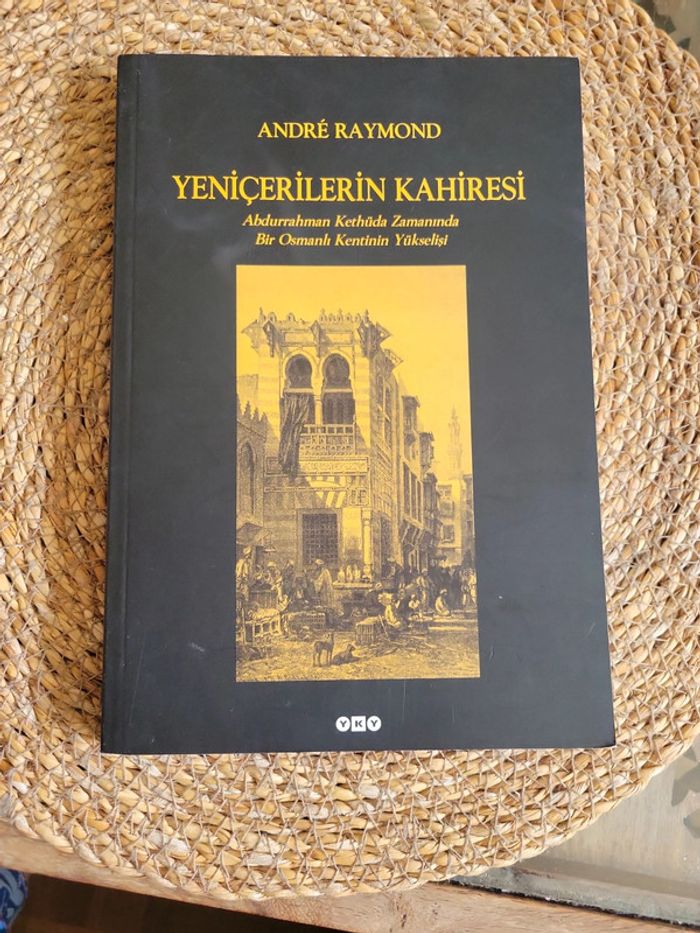 ANDRÉ RAYMOND
YENİÇERİLERİN KAHİRESİ
Abdurrahman Kethüda Zamanında
Bir Osmanlı Kentinin Yükselişi
YKY